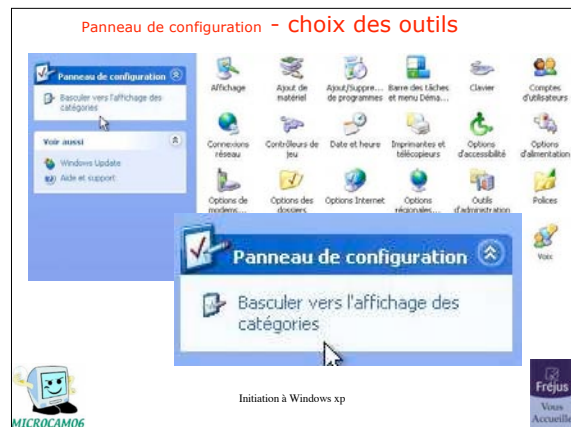 Panneau de configuration - choix des outils
Panneau de configuration
Basculer vers l'affichage des
catégories
Voir aussi
Windows Update
Aide et support
Affichage
Ajout de
matériel
Ajout/Suppre...
de programmes
Barre des tâches
et menu Déma...
Clavier
Comptes
d'utilisateurs
Connexions
réseau
Contrôleurs de
jeu
Date et heure
Imprimantes et
télécopieurs
Options
d'accessibilité
Options
d'alimentation
Options de
modems...
Options des
dossiers
Options Internet
Options
régionales...
Outils
d'administration
Polices
Voix
Panneau de configuration
Basculer vers l'affichage des
catégories
MICROCAM06
Initiation à Windows xp
Fréjus
Vous
Accueille